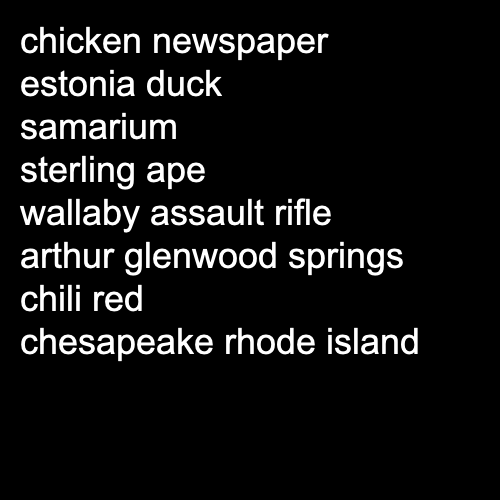 chicken newspaper
estonia duck
samarium
sterling ape
wallaby assault rifle
arthur glenwood springs
chili red
chesapeake rhode island